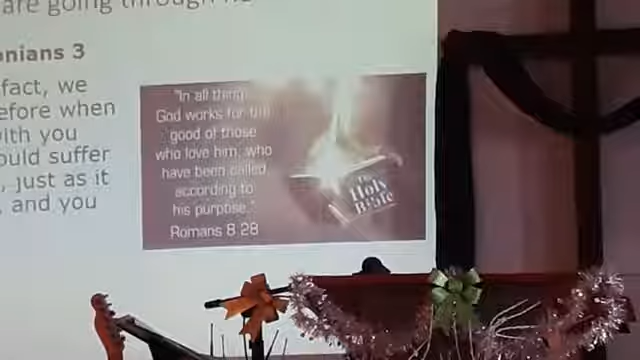 are going through
onians 3
fact, we
efore when
with you
ould suffer
, just as it
, and you
"In all things
God works for the
good of those
who love him, who
have been called
according to
his purpose."
Romans 8:28
The
Holy
Bible